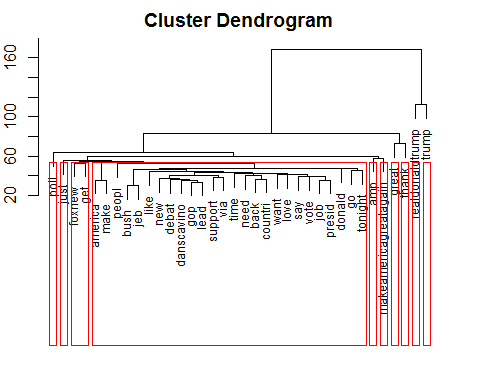 Cluster Dendrogram
160
100
60
20
poll
just
foxnew
get
america
make
peopl
bush
jeb
like
new
debat
danscavino
gop
lead
support
via
time
need
back
countri
want
love
say
vote
job
presid
donald
go
tonight
amp
makeamericagreatagain
great
thank
realdonaldtrump
trump